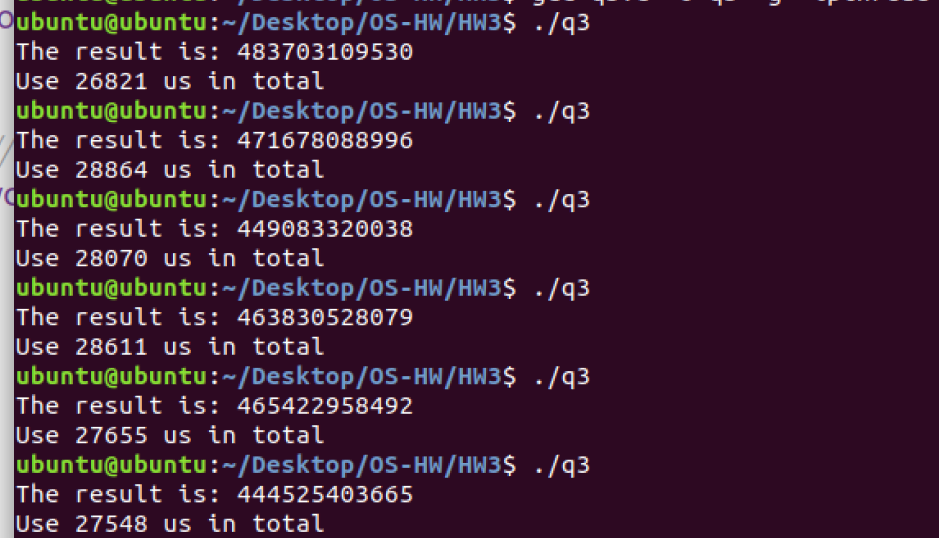 ubuntu@ubuntu:~/Desktop/OS-HW/HW3$ ./q3
The result is: 483703109530
Use 26821 us in total
ubuntu@ubuntu:~/Desktop/OS-HW/HW3$ ./q3
The result is: 471678088996
Use 28864 us in total
ubuntu@ubuntu:~/Desktop/OS-HW/HW3$ ./q3
The result is: 449083320038
Use 28070 us in total
ubuntu@ubuntu:~/Desktop/OS-HW/HW3$ ./q3
The result is: 463830528079
Use 28611 us in total
ubuntu@ubuntu:~/Desktop/OS-HW/HW3$ ./q3
The result is: 465422958492
Use 27655 us in total
ubuntu@ubuntu:~/Desktop/OS-HW/HW3$ ./q3
The result is: 444525403665
Use 27548 us in total